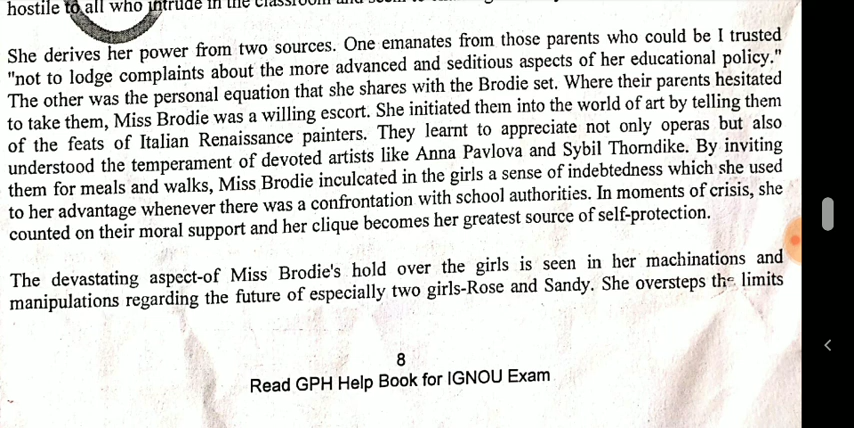 hostile to all who intrude in the classroom and
She derives her power from two sources. One emanates from those parents who could be I trusted
"not to lodge complaints about the more advanced and seditious aspects of her educational policy."
The other was the personal equation that she shares with the Brodie set. Where their parents hesitated
to take them, Miss Brodie was a willing escort. She initiated them into the world of art by telling them
of the feats of Italian Renaissance painters. They learnt to appreciate not only operas but also
understood the temperament of devoted artists like Anna Pavlova and Sybil Thorndike. By inviting
them for meals and walks, Miss Brodie inculcated in the girls a sense of indebtedness which she used
to her advantage whenever there was a confrontation with school authorities. In moments of crisis, she
counted on their moral support and her clique becomes her greatest source of self-protection.
The devastating aspect-of Miss Brodie's hold over the girls is seen in her machinations and
manipulations regarding the future of especially two girls-Rose and Sandy. She oversteps the limits
8
Read GPH Help Book for IGNOU Exam